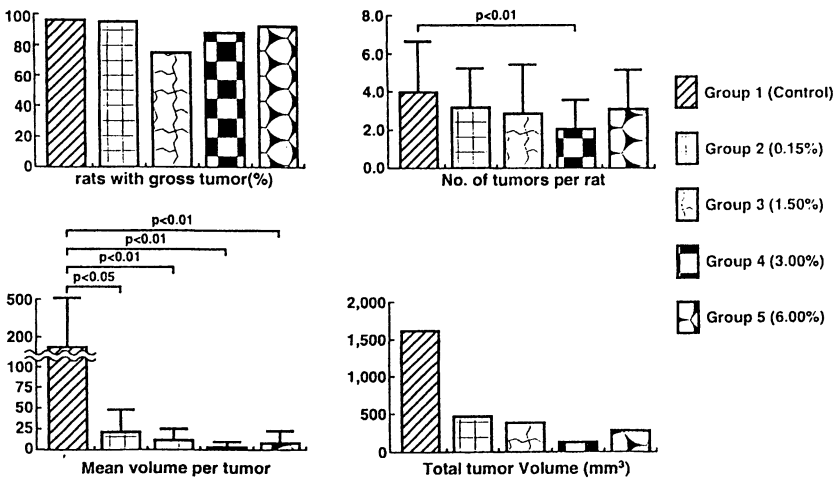 100
80
60
40
20
0
rats with gross tumor(%)
8.0
6.0
4.0
2.0
0.0
p<0.01
No. of tumors per rat
Group 1 (Control)
Group 2 (0.15%)
Group 3 (1.50%)
Group 4 (3.00%)
Group 5 (6.00%)
p<0.01
p<0.01
p<0.01
p<0.05
500
200
100
75
50
25
0
Mean volume per tumor
2,000
1,500
1,000
500
0
Total tumor Volume (mm³)